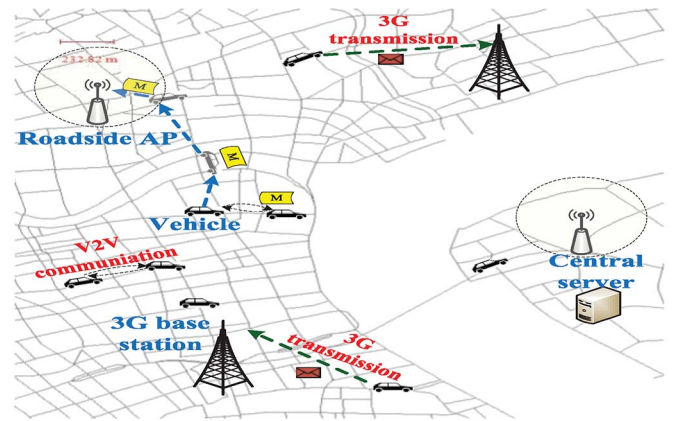 3G
transmission
232.82 m
M
Roadside AP
M
M
Vehicle
V2V
communiation
Central
server
3G base
station
3G
transmission